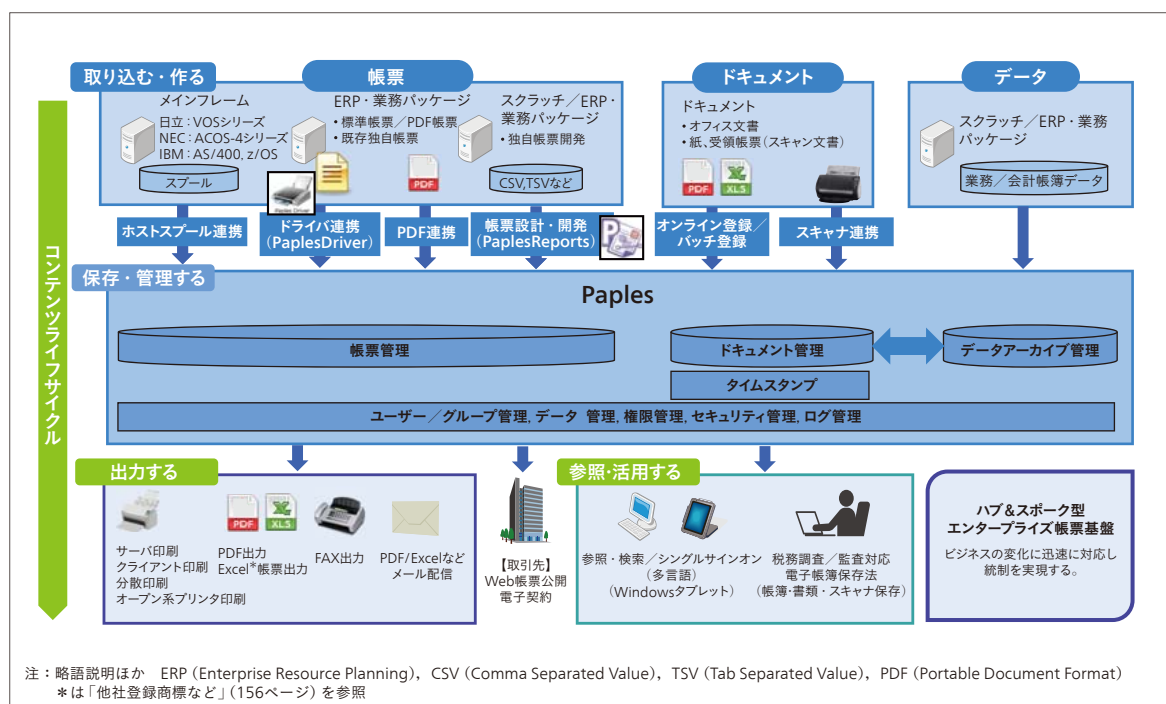 取り込む・作る
帳票
ドキュメント
データ
メインフレーム
日立：VOSシリーズ
NEC：ACOS-4シリーズ
IBM：AS/400, z/OS
スプール
ERP・業務パッケージ
・標準帳票／PDF帳票
・既存独自帳票
Paples Driver
PDF
スクラッチ／ERP・
業務パッケージ
・独自帳票開発
CSV,TSVなど
ドキュメント
・オフィス文書
・紙、受領帳票（スキャン文書）
PDF
XLS
スクラッチ／ERP・業務
パッケージ
業務／会計帳簿データ
ホストスプール連携
ドライバ連携
（PaplesDriver）
PDF連携
帳票設計・開発
（PaplesReports）
オンライン登録／
バッチ登録
スキャナ連携
コンテンツライフサイクル
保存・管理する
Paples
帳票管理
ドキュメント管理
データアーカイブ管理
タイムスタンプ
ユーザー／グループ管理, データ 管理, 権限管理, セキュリティ管理, ログ管理
出力する
サーバ印刷
クライアント印刷
分散印刷
オープン系プリンタ印刷
PDF
XLS
PDF出力
Excel＊帳票出力
FAX出力
PDF/Excelなど
メール配信
【取引先】
Web帳票公開
電子契約
参照・活用する
参照・検索／シングルサインオン
（多言語）
（Windowsタブレット）
税務調査／監査対応
電子帳簿保存法
（帳簿・書類・スキャナ保存）
ハブ＆スポーク型
エンタープライズ帳票基盤
ビジネスの変化に迅速に対応し
統制を実現する。
注：略語説明ほか　ERP（Enterprise Resource Planning），CSV（Comma Separated Value），TSV（Tab Separated Value），PDF（Portable Document Format）
＊は「他社登録商標など」（156ページ）を参照